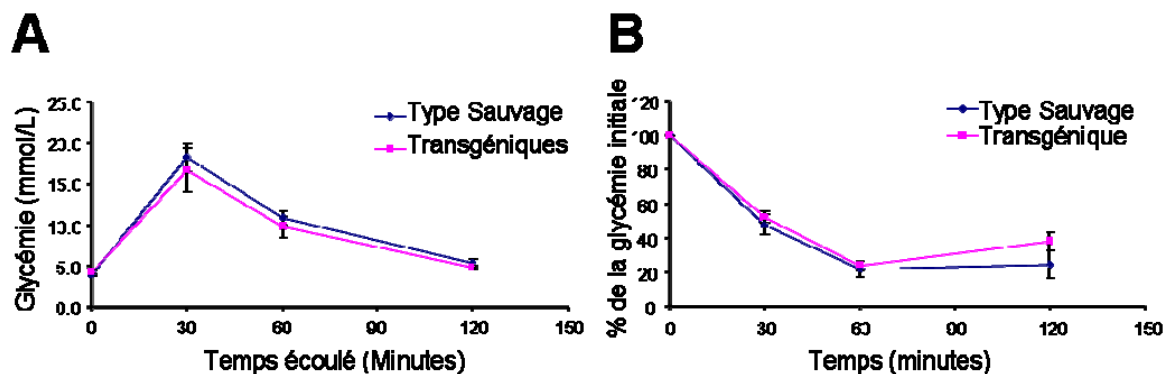 A
Glycémie (mmol/L)
25.0
20.0
15.0
10.0
5.0
0.0
Type Sauvage
Transgéniques
0 30 60 90 120 150
Temps écoulé (Minutes)
B
% de la glycémie initiale
120
100
80
60
40
20
0
Type Sauvage
Transgénique
0 30 60 90 120 150
Temps (minutes)